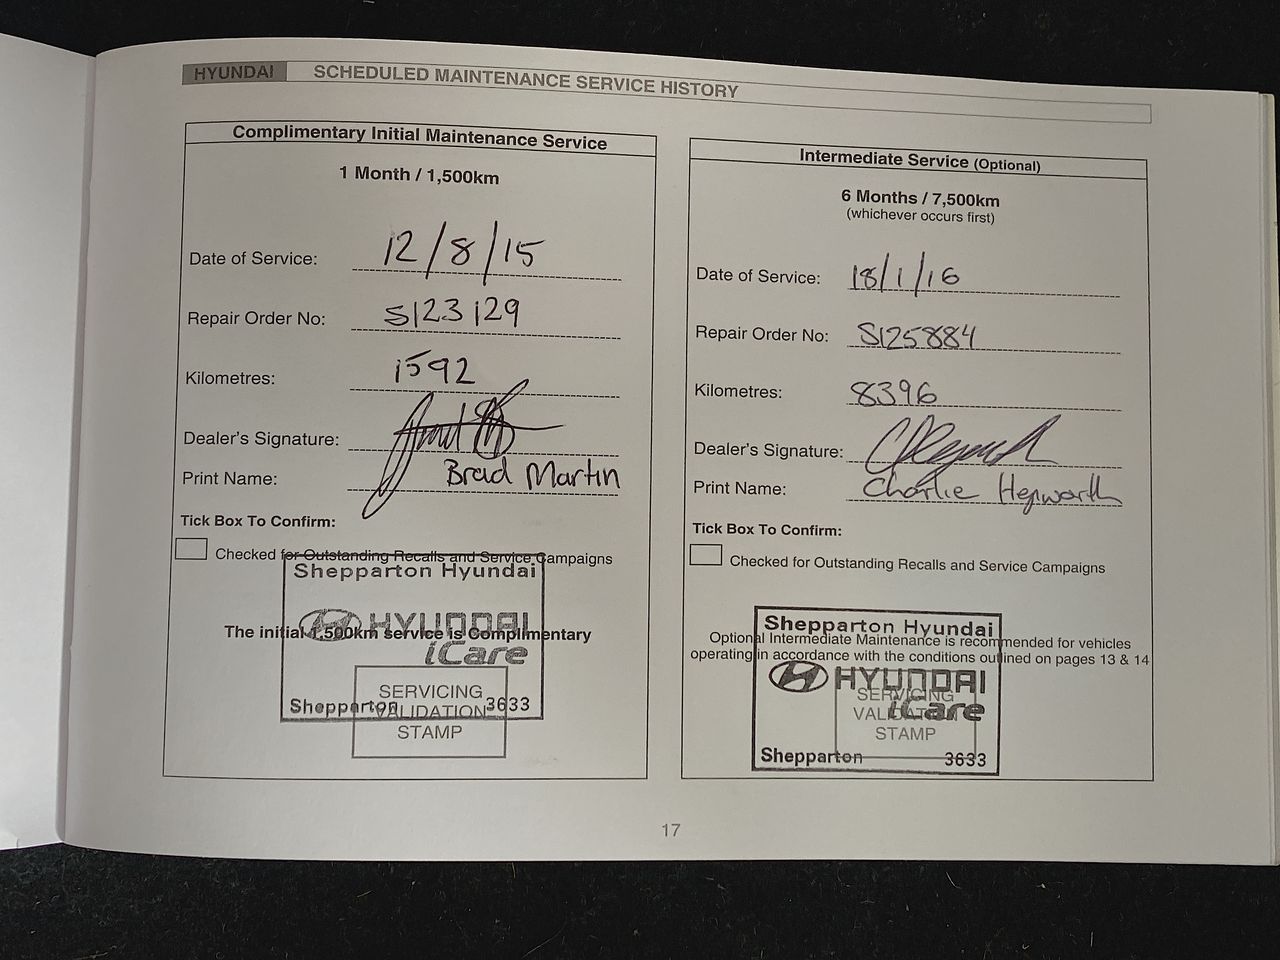 HYUNDAI SCHEDULED MAINTENANCE SERVICE HISTORY
Complimentary Initial Maintenance Service
1 Month / 1,500km
Date of Service: 12/8/15
Repair Order No: S123129
Kilometres: 1592
Dealer's Signature:
Print Name: Brad Martin
Tick Box To Confirm:
Checked for Outstanding Recalls and Service Campaigns
Shepparton Hyundai
HYUNDAI
The initial 1,500km service is Complimentary
iCare
SERVICING
Shepparton 3633
VALIDATION
STAMP
Intermediate Service (Optional)
6 Months / 7,500km
(whichever occurs first)
Date of Service: 18/1/16
Repair Order No: S125884
Kilometres: 8396
Dealer's Signature:
Print Name: Charlie Hepworth
Tick Box To Confirm:
Checked for Outstanding Recalls and Service Campaigns
Shepparton Hyundai
Optional Intermediate Maintenance is recommended for vehicles
operating in accordance with the conditions outlined on pages 13 & 14
HYUNDAI
SERVICING
iCare
VALIDATION
STAMP
Shepparton 3633
17